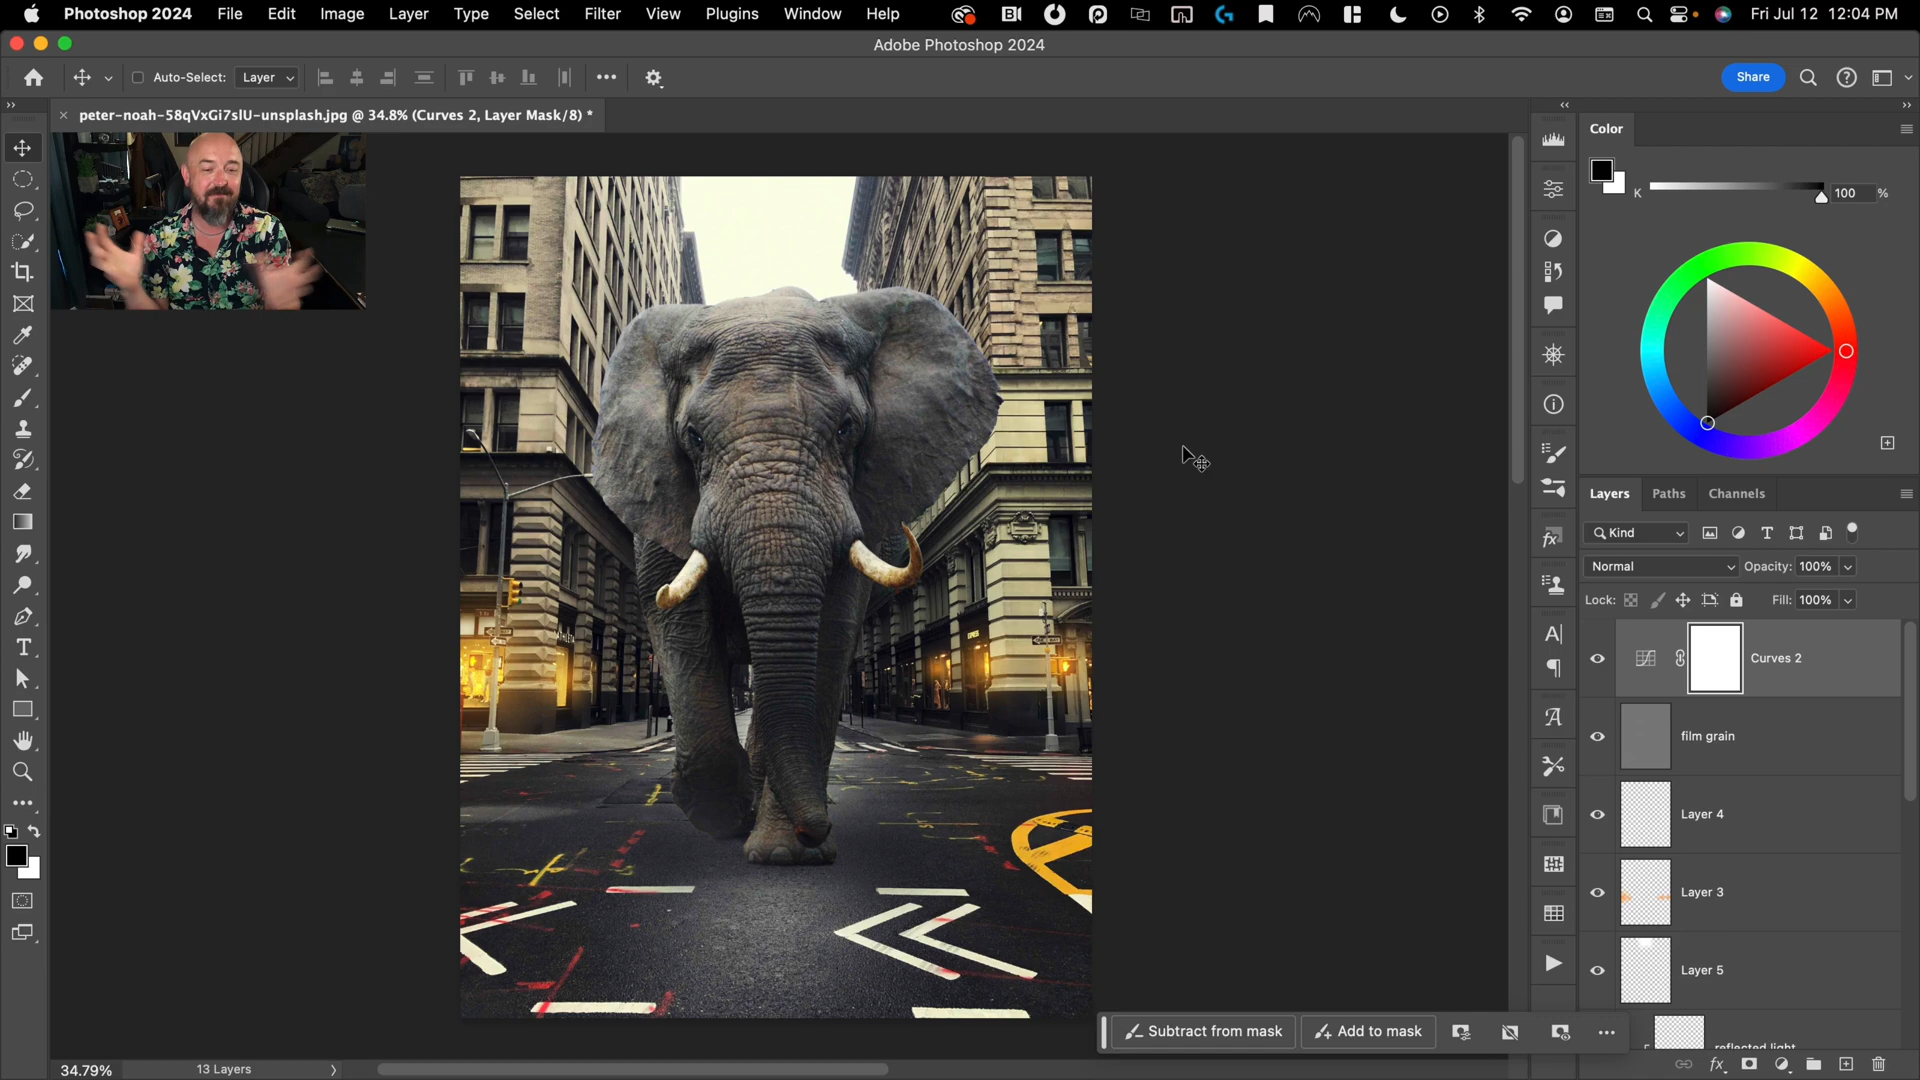 Photoshop 2024 File Edit Image Layer Type Select Filter View Plugins Window Help Fri Jul 12 12:04 PM
Adobe Photoshop 2024
Auto-Select: Layer
Share
peter-noah-58qVxGi7slU-unsplash.jpg @ 34.8% (Curves 2, Layer Mask/8) *
Color
K 100 %
Layers Paths Channels
Kind
Normal Opacity: 100%
Lock: Fill: 100%
Curves 2
film grain
Layer 4
Layer 3
Layer 5
reflected light
Subtract from mask Add to mask
34.79% 13 Layers